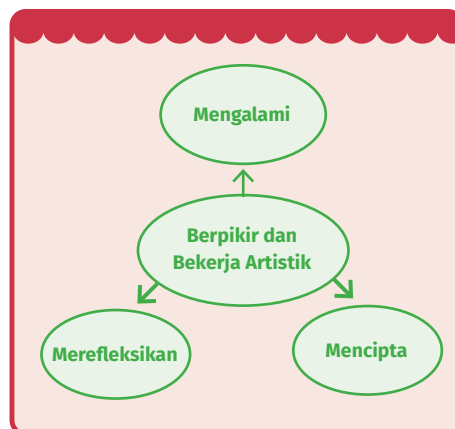 Mengalami
Berpikir dan
Bekerja Artistik
Merefleksikan
Mencipta